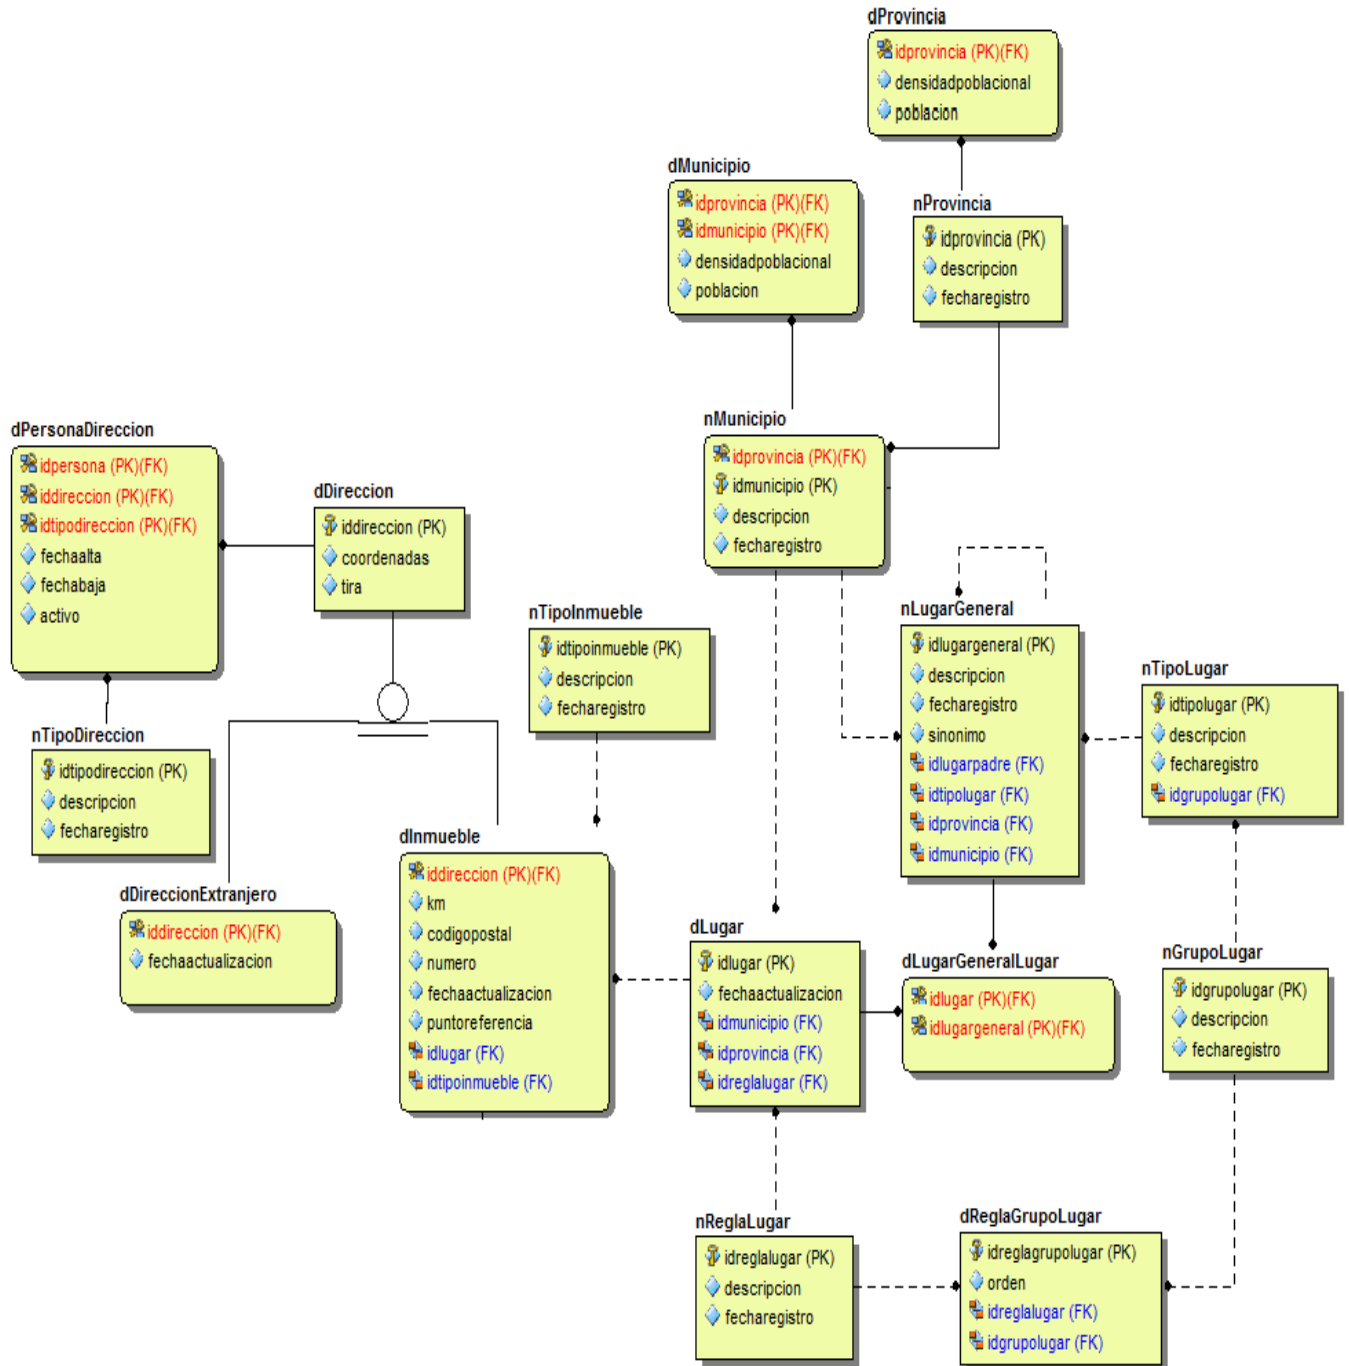 dProvincia
idprovincia (PK)(FK)
densidadpoblacional
poblacion
dMunicipio
idprovincia (PK)(FK)
idmunicipio (PK)(FK)
densidadpoblacional
poblacion
nProvincia
idprovincia (PK)
descripcion
fecharegistro
nMunicipio
idprovincia (PK)(FK)
idmunicipio (PK)
descripcion
fecharegistro
dPersonaDireccion
idpersona (PK)(FK)
iddireccion (PK)(FK)
idtipodireccion (PK)(FK)
fechaalta
fechabaja
activo
dDireccion
iddireccion (PK)
coordenadas
tira
nTipoInmueble
idtipoinmueble (PK)
descripcion
fecharegistro
nLugarGeneral
idlugargeneral (PK)
descripcion
fecharegistro
sinonimo
idlugarpadre (FK)
idtipolugar (FK)
idprovincia (FK)
idmunicipio (FK)
nTipoLugar
idtipolugar (PK)
descripcion
fecharegistro
idgrupolugar (FK)
nTipoDireccion
idtipodireccion (PK)
descripcion
fecharegistro
dInmueble
iddireccion (PK)(FK)
km
codigopostal
numero
fechaactualizacion
puntoreferencia
idlugar (FK)
idtipoinmueble (FK)
dDireccionExtranjero
iddireccion (PK)(FK)
fechaactualizacion
dLugar
idlugar (PK)
fechaactualizacion
idmunicipio (FK)
idprovincia (FK)
idreglalugar (FK)
dLugarGeneralLugar
idlugar (PK)(FK)
idlugargeneral (PK)(FK)
nGrupoLugar
idgrupolugar (PK)
descripcion
fecharegistro
nReglaLugar
idreglalugar (PK)
descripcion
fecharegistro
dReglaGrupoLugar
idreglagrupolugar (PK)
orden
idreglalugar (FK)
idgrupolugar (FK)